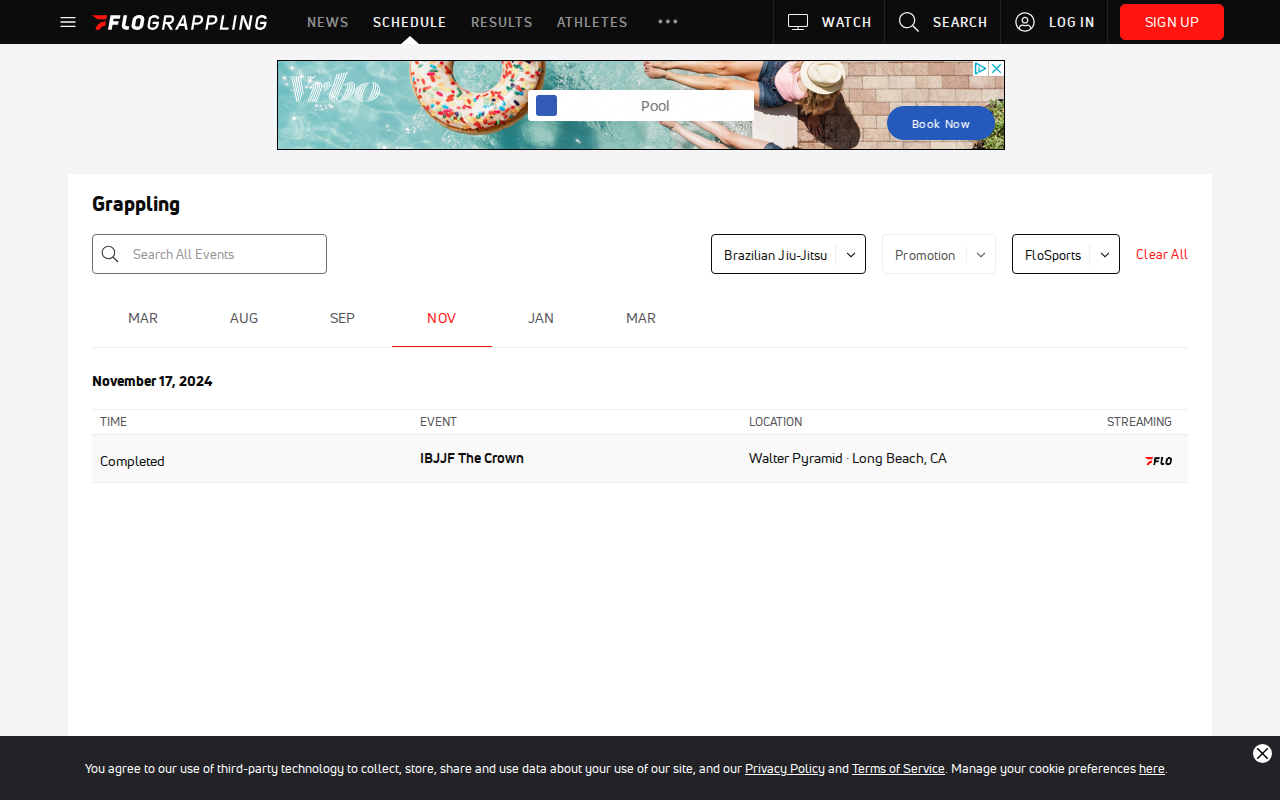 FLOGRAPPLING NEWS SCHEDULE RESULTS ATHLETES WATCH SEARCH LOG IN SIGN UP
Vrbo
Pool
Book Now
Grappling
Search All Events
Brazilian Jiu-Jitsu
Promotion
FloSports
Clear All
MAR AUG SEP NOV JAN MAR
November 17, 2024
TIME EVENT LOCATION STREAMING
Completed IBJJF The Crown Walter Pyramid · Long Beach, CA FLO
You agree to our use of third-party technology to collect, store, share and use data about your use of our site, and our Privacy Policy and Terms of Service. Manage your cookie preferences here.